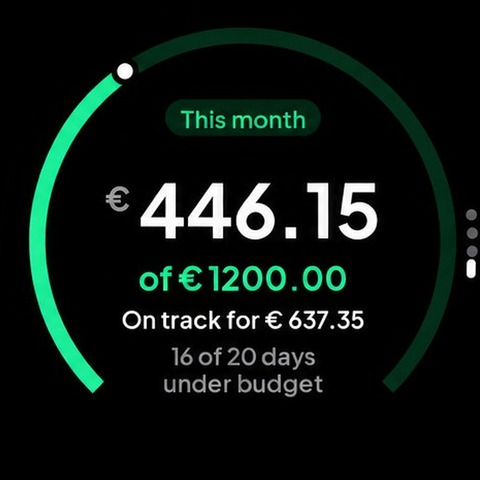 This month
€ 446.15
of € 1200.00
On track for € 637.35
16 of 20 days
under budget